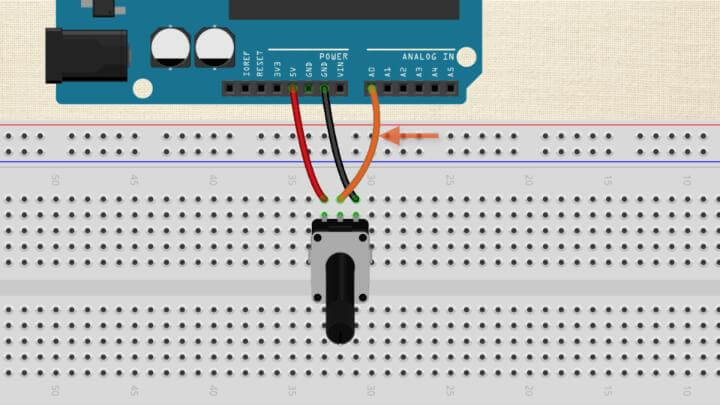 POWER
ANALOG IN
IOREF
RESET
3V3
5V
GND
GND
VIN
A0
A1
A2
A3
A4
A5
50 45 40 35 30 25 20 15 10
50 45 40 35 30 25 20 15 10